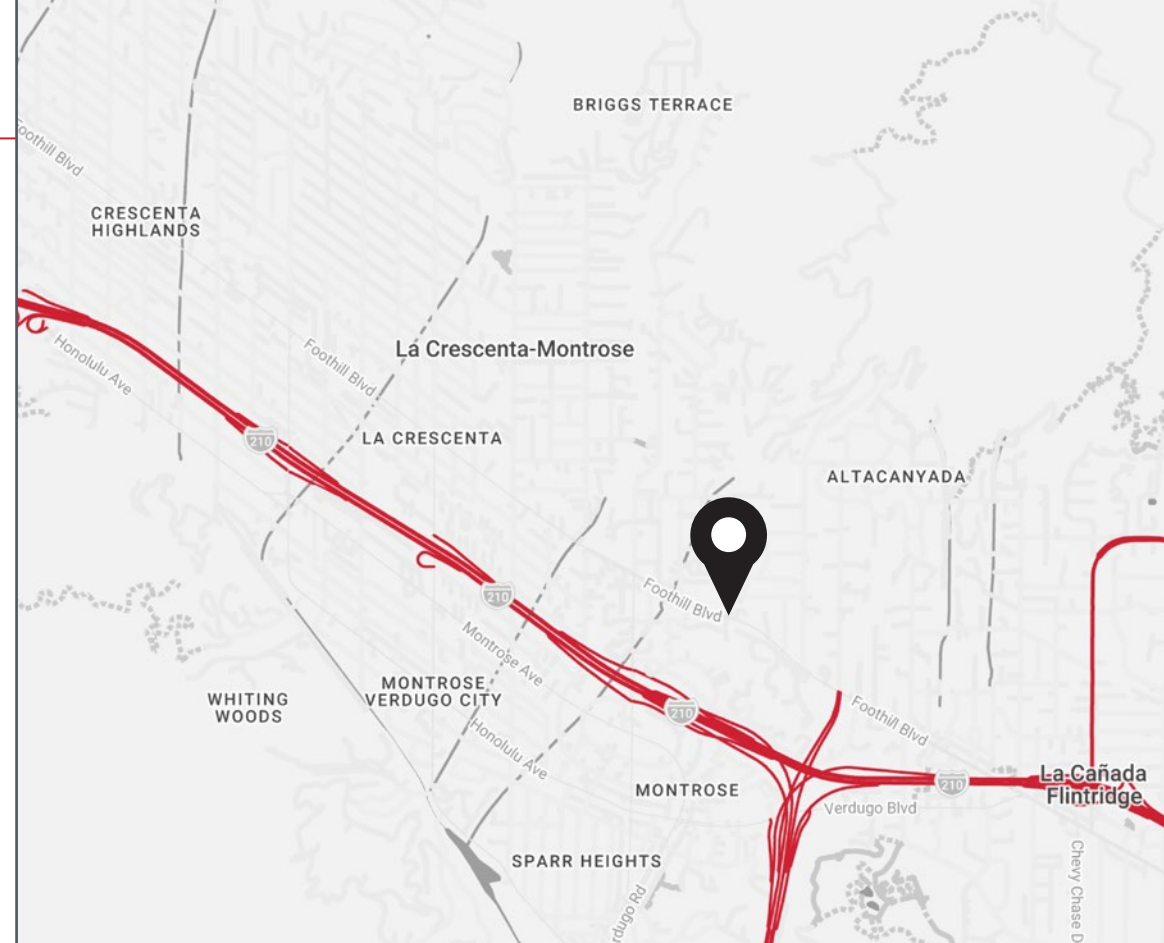 BRIGGS TERRACE
Foothill Blvd
CRESCENTA
HIGHLANDS
Honolulu Ave
Foothill Blvd
La Crescenta-Montrose
210
LA CRESCENTA
ALTACANYADA
210
Foothill Blvd
Montrose Ave
MONTROSE
VERDUGO CITY
WHITING
WOODS
210
Foothill Blvd
Honolulu Ave
MONTROSE
210
La Cañada
Flintridge
Verdugo Blvd
SPARR HEIGHTS
Chevy Chase D
rdugo Rd